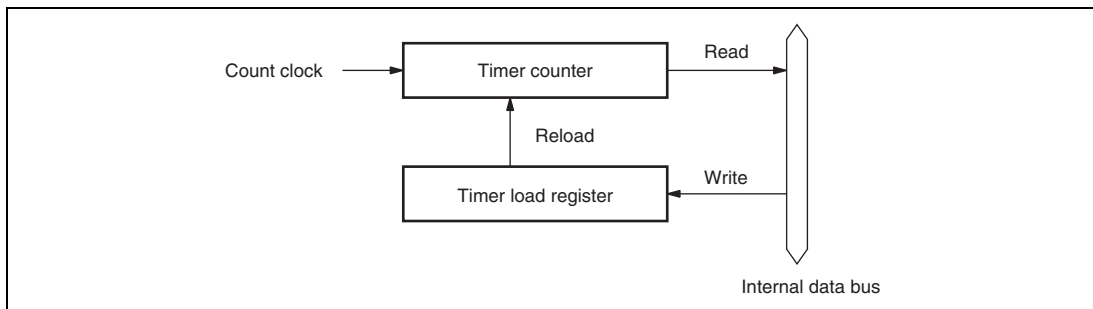 Read
Count clock
Timer counter
Reload
Write
Timer load register
Internal data bus